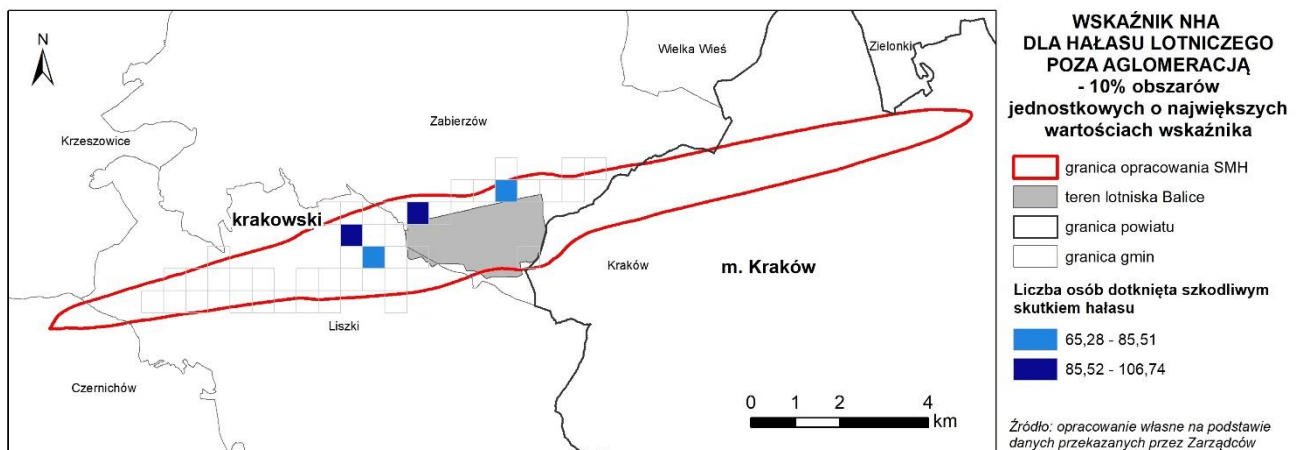 N
Wielka Wieś
Zielonki
Krzeszowice
Zabierzów
krakowski
Kraków
m. Kraków
Liszki
Czernichów
0 1 2 4
km
WSKAŹNIK NHA
DLA HAŁASU LOTNICZEGO
POZA AGLOMERACJĄ
- 10% obszarów
jednostkowych o największych
wartościach wskaźnika
granica opracowania SMH
teren lotniska Balice
granica powiatu
granica gmin
Liczba osób dotknięta szkodliwym
skutkiem hałasu
65,28 - 85,51
85,52 - 106,74
Źródło: opracowanie własne na podstawie
danych przekazanych przez Zarządców